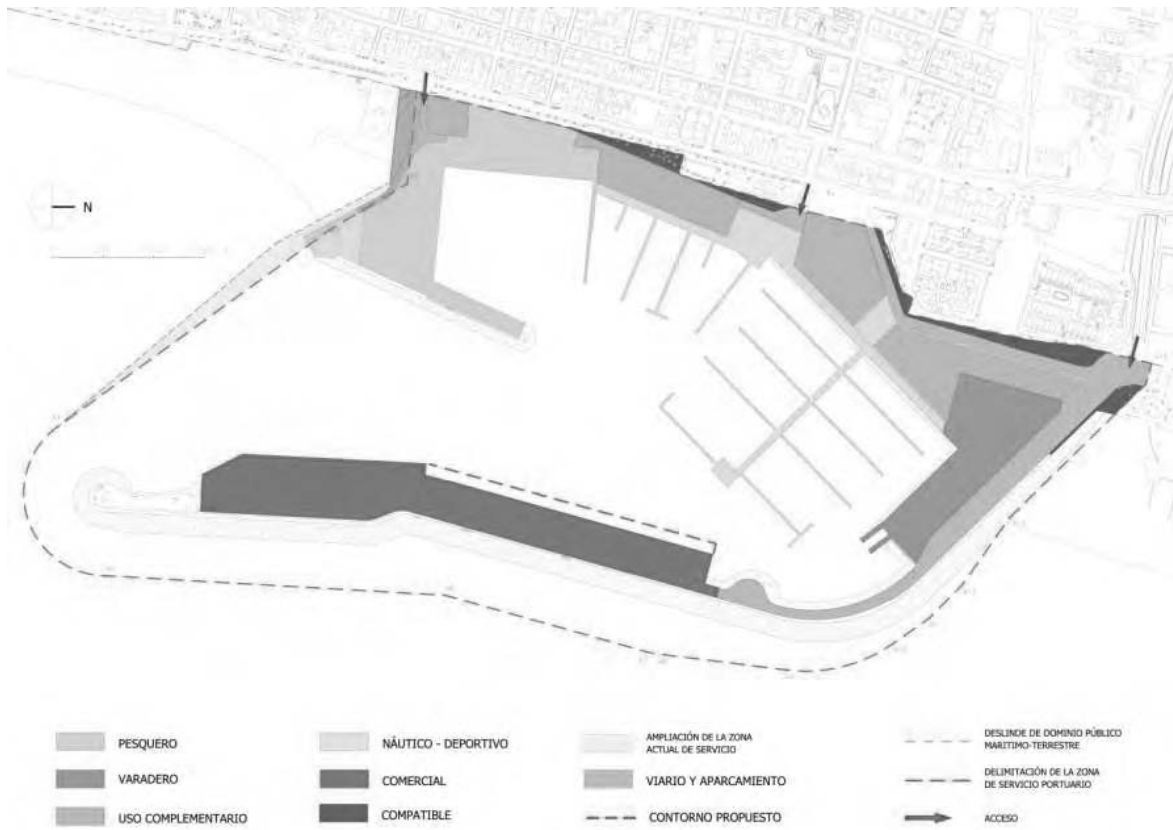 N
PESQUERO
VARADERO
USO COMPLEMENTARIO
NÁUTICO - DEPORTIVO
COMERCIAL
COMPATIBLE
AMPLIACIÓN DE LA ZONA
ACTUAL DE SERVICIO
VIARIO Y APARCAMIENTO
CONTORNO PROPUESTO
DESLINDE DE DOMINIO PÚBLICO
MARITIMO-TERRESTRE
DELIMITACIÓN DE LA ZONA
DE SERVICIO PORTUARIO
ACCESO